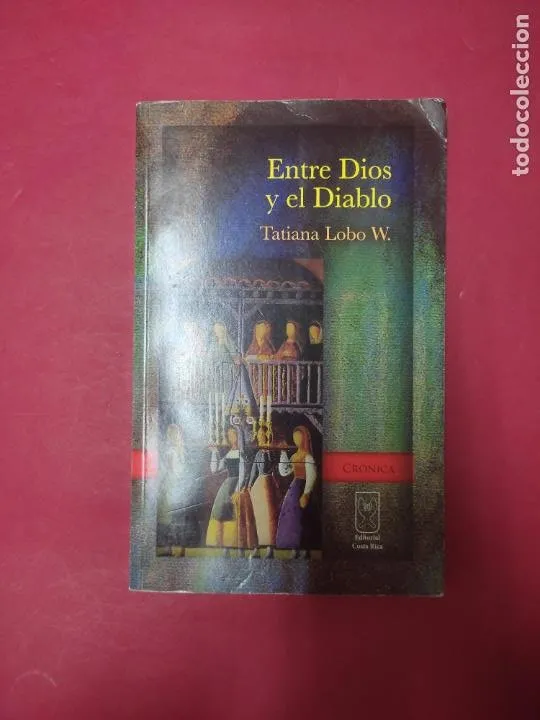 Entre Dios
y el Diablo
Tatiana Lobo W.
CRÓNICA
Editorial
Costa Rica
todocoleccion